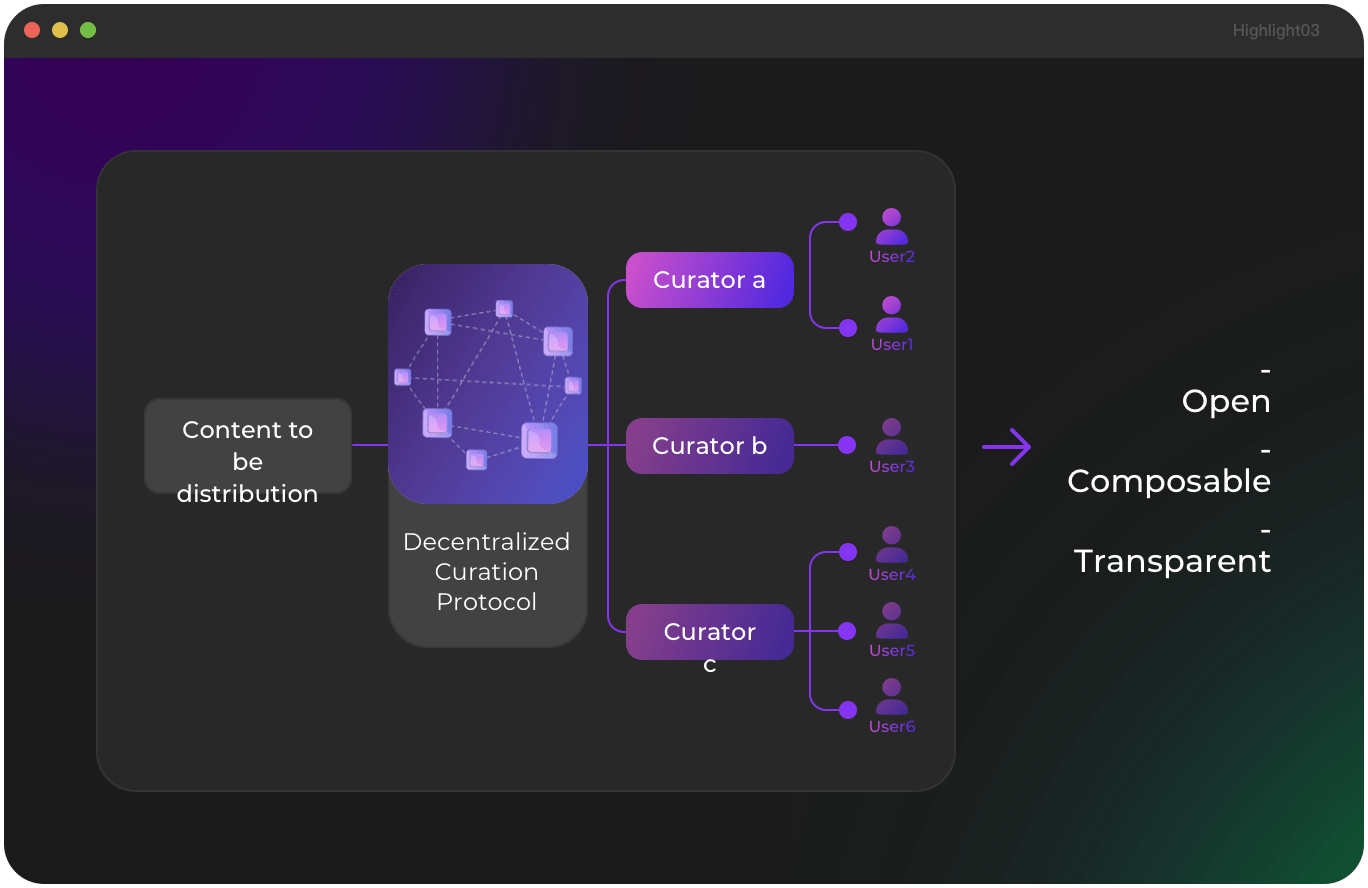 Highlight03
Content to
be
distribution
Decentralized
Curation
Protocol
Curator a
User2
User1
Curator b
User3
Curator
c
User4
User5
User6
-
Open
-
Composable
-
Transparent